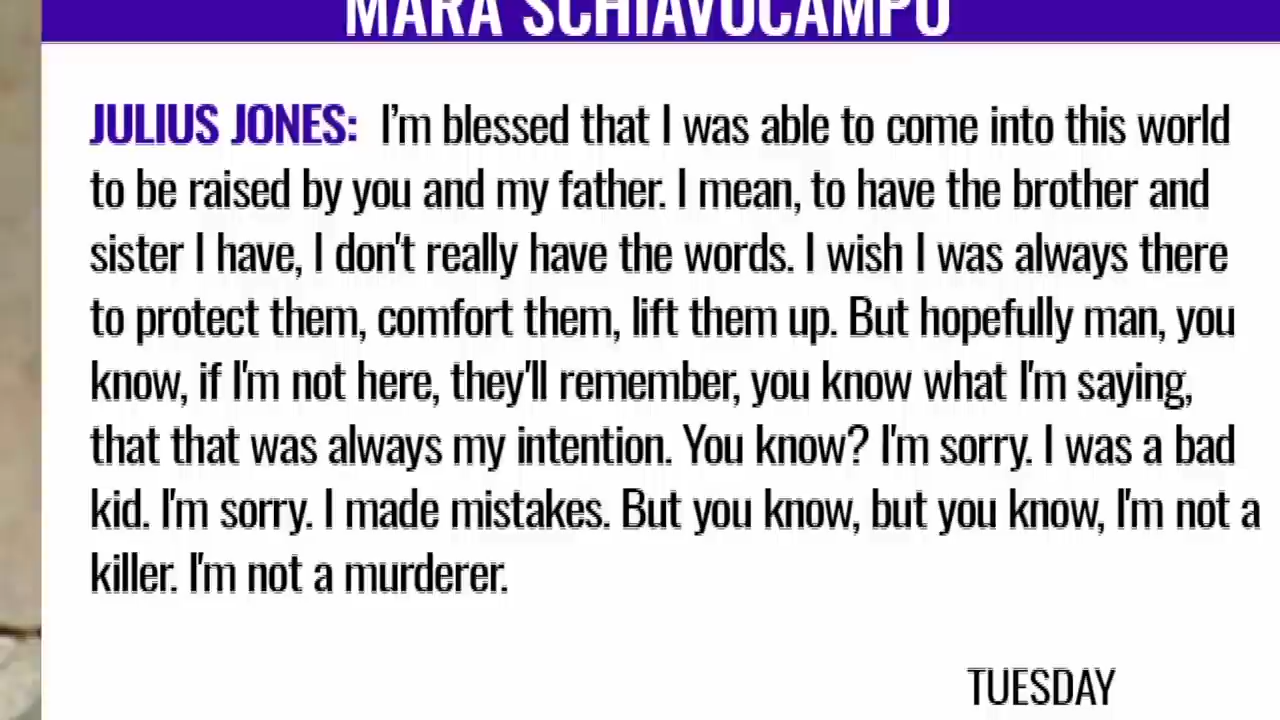 MARA SCHIAVOCAMPO
JULIUS JONES: I'm blessed that I was able to come into this world
to be raised by you and my father. I mean, to have the brother and
sister I have, I don't really have the words. I wish I was always there
to protect them, comfort them, lift them up. But hopefully man, you
know, if I'm not here, they'll remember, you know what I'm saying,
that that was always my intention. You know? I'm sorry. I was a bad
kid. I'm sorry. I made mistakes. But you know, but you know, I'm not a
killer. I'm not a murderer.
TUESDAY